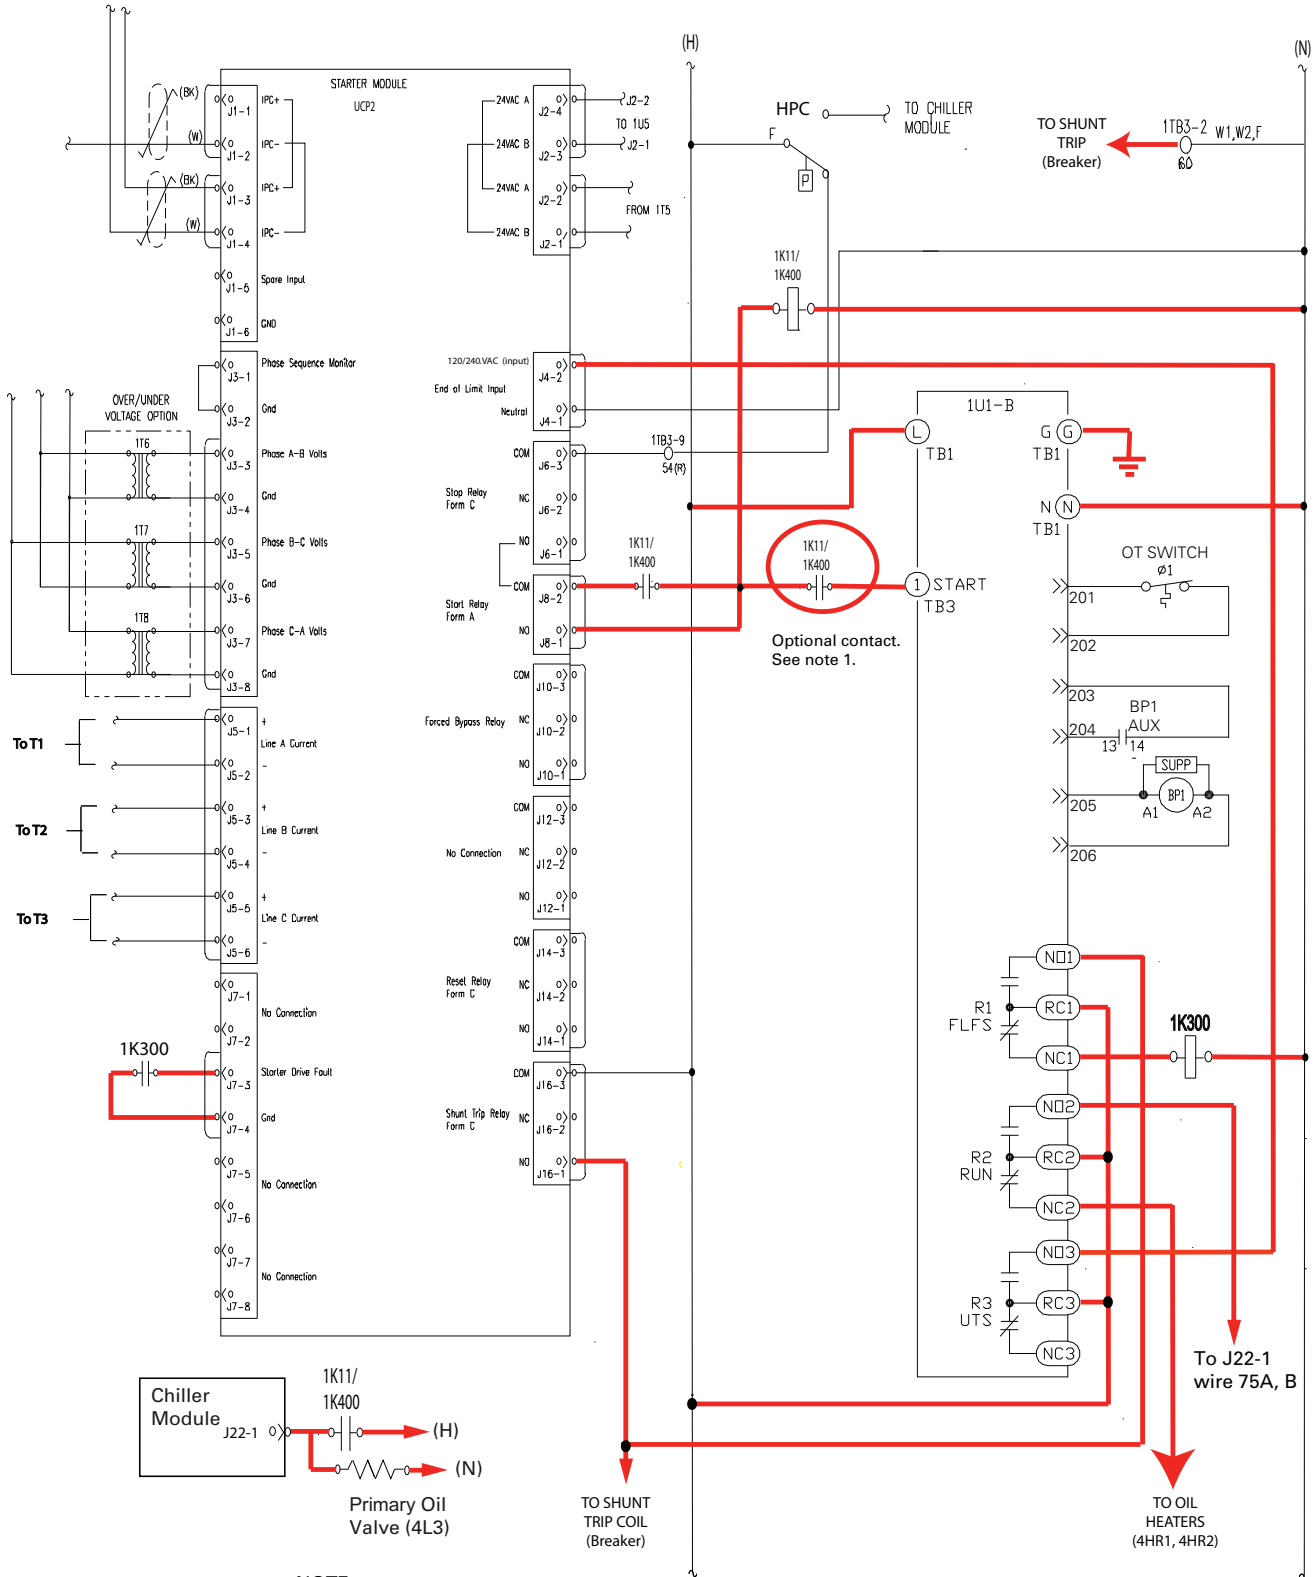 (H)
(N)
STARTER MODULE
UCP2
(BK)
J1-1
IPC+
(W)
J1-2
IPC-
(BK)
J1-3
IPC+
(W)
J1-4
IPC-
J1-5
Spare Input
J1-6
GND
24VAC A
J2-4
J2-2
TO 1U5
24VAC B
J2-3
J2-1
24VAC A
J2-2
FROM 1T5
24VAC B
J2-1
HPC
TO CHILLER
MODULE
F
P
TO SHUNT
TRIP
(Breaker)
1TB3-2
W1,W2,F
60
1K11/
1K400
J3-1
Phase Sequence Monitor
J3-2
Gnd
OVER/UNDER
VOLTAGE OPTION
1T6
J3-3
Phase A-B Volts
J3-4
Gnd
1T7
J3-5
Phase B-C Volts
J3-6
Gnd
1T8
J3-7
Phase C-A Volts
J3-8
Gnd
120/240.VAC (input)
J4-2
End of Limit Input
Neutral
J4-1
COM
J6-3
1TB3-9
54(R)
Stop Relay
Form C
NC
J6-2
NO
J6-1
COM
J8-2
Start Relay
Form A
NO
J8-1
1K11/
1K400
1K11/
1K400
Optional contact.
See note 1.
COM
J10-3
Forced Bypass Relay
NC
J10-2
NO
J10-1
COM
J12-3
No Connection
NC
J12-2
NO
J12-1
COM
J14-3
Reset Relay
Form C
NC
J14-2
NO
J14-1
COM
J16-3
Shunt Trip Relay
Form C
NC
J16-2
NO
J16-1
To T1
J5-1
+
Line A Current
J5-2
-
To T2
J5-3
+
Line B Current
J5-4
-
To T3
J5-5
+
Line C Current
J5-6
-
J7-1
No Connection
J7-2
1K300
J7-3
Starter Drive Fault
J7-4
Gnd
J7-5
No Connection
J7-6
J7-7
No Connection
J7-8
1U1-B
L
TB1
G
G
TB1
N
N
TB1
1
START
TB3
OT SWITCH
Ø1
201
202
203
BP1
AUX
204
13
14
SUPP
BP1
A1
A2
205
206
NO1
R1
FLFS
RC1
NC1
1K300
NO2
R2
RUN
RC2
NC2
NO3
R3
UTS
RC3
NC3
To J22-1
wire 75A, B
Chiller
Module
J22-1
1K11/
1K400
(H)
(N)
Primary Oil
Valve (4L3)
TO SHUNT
TRIP COIL
(Breaker)
TO OIL
HEATERS
(4HR1, 4HR2)